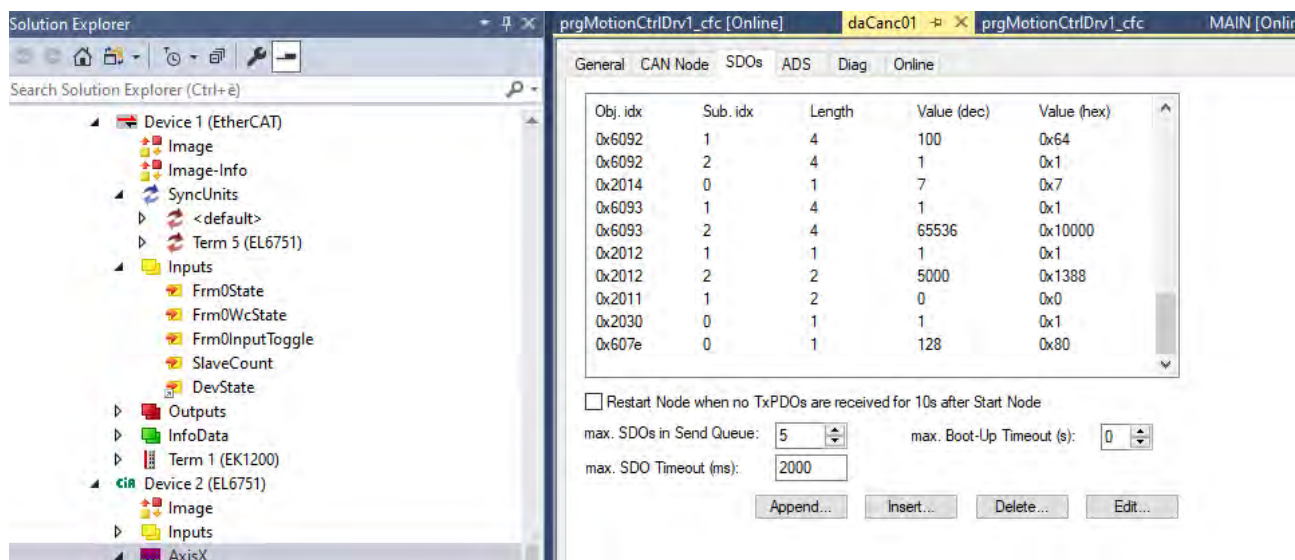 Solution Explorer
Search Solution Explorer (Ctrl+è)
Device 1 (EtherCAT)
Image
Image-Info
SyncUnits
<default>
Term 5 (EL6751)
Inputs
Frm0State
Frm0WcState
Frm0InputToggle
SlaveCount
DevState
Outputs
InfoData
Term 1 (EK1200)
CiA Device 2 (EL6751)
Image
Inputs
AxisX
prgMotionCtrlDrv1_cfc [Online] daCanc01 prgMotionCtrlDrv1_cfc MAIN [Onlin
General CAN Node SDOs ADS Diag Online
Obj. idx Sub. idx Length Value (dec) Value (hex)
0x6092 1 4 100 0x64
0x6092 2 4 1 0x1
0x2014 0 1 7 0x7
0x6093 1 4 1 0x1
0x6093 2 4 65536 0x10000
0x2012 1 1 1 0x1
0x2012 2 2 5000 0x1388
0x2011 1 2 0 0x0
0x2030 0 1 1 0x1
0x607e 0 1 128 0x80
Restart Node when no TxPDOs are received for 10s after Start Node
max. SDOs in Send Queue: 5 max. Boot-Up Timeout (s): 0
max. SDO Timeout (ms): 2000
Append... Insert... Delete... Edit...